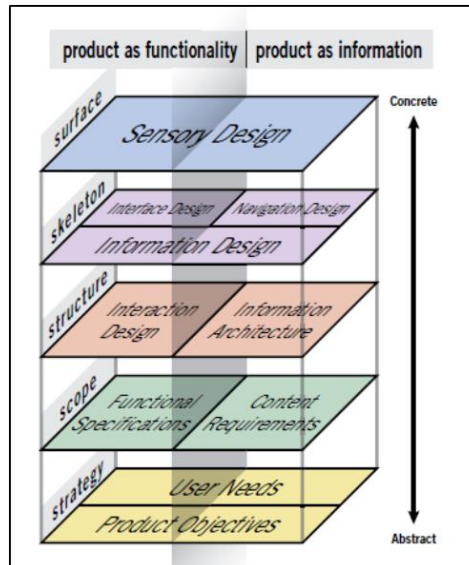 product as functionality product as information
Concrete
surface
Sensory Design
skeleton
Interface Design Navigation Design
Information Design
structure
Interaction Design
Information Architecture
scope
Functional Specifications
Content Requirements
strategy
User Needs
Product Objectives
Abstract